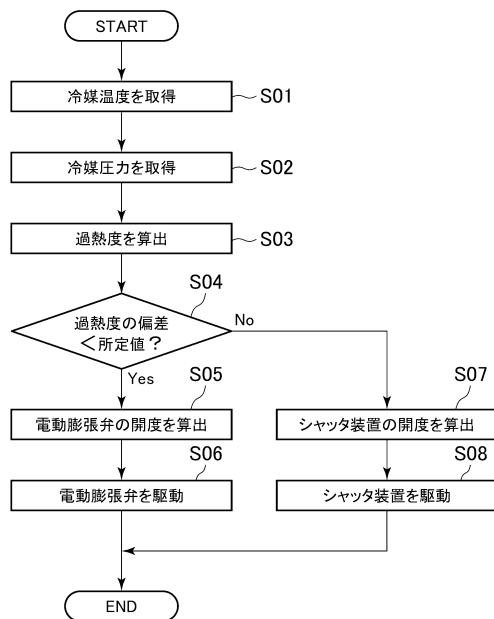 START
冷媒温度を取得
S01
冷媒圧力を取得
S02
過熱度を算出
S03
S04
過熱度の偏差
<所定値?
No
Yes
S05
電動膨張弁の開度を算出
S07
シャッタ装置の開度を算出
S06
電動膨張弁を駆動
S08
シャッタ装置を駆動
END